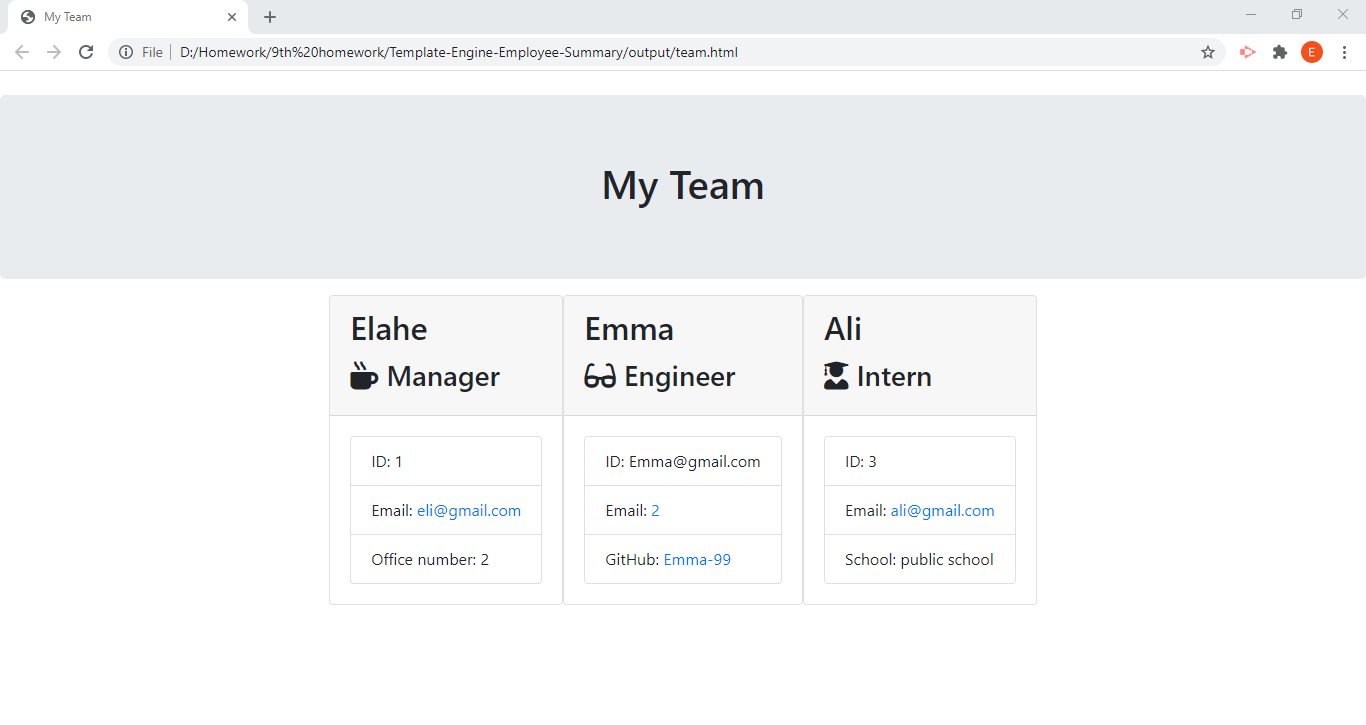 My Team
File
D:/Homework/9th%20homework/Template-Engine-Employee-Summary/output/team.html
E
My Team
Elahe
Manager
ID: 1
Email: eli@gmail.com
Office number: 2
Emma
Engineer
ID: Emma@gmail.com
Email: 2
GitHub: Emma-99
Ali
Intern
ID: 3
Email: ali@gmail.com
School: public school